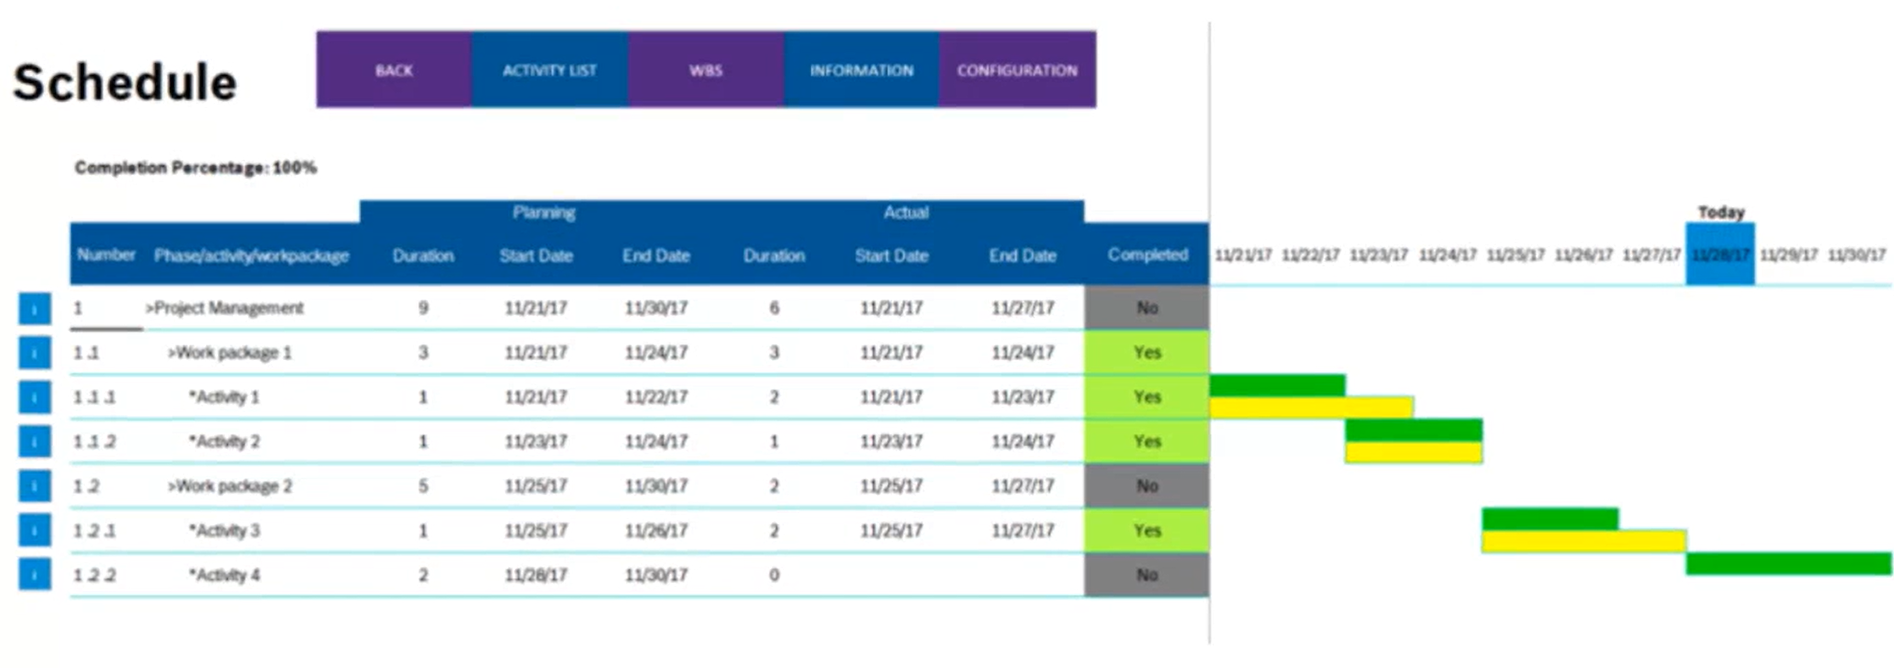 Schedule
BACK ACTIVITY LIST WBS INFORMATION CONFIGURATION
Completion Percentage: 100%
Planning Actual Today
Number Phase/activity/workpackage Duration Start Date End Date Duration Start Date End Date Completed 11/21/17 11/22/17 11/23/17 11/24/17 11/25/17 11/26/17 11/27/17 11/28/17 11/29/17 11/30/17
i 1 >Project Management 9 11/21/17 11/30/17 6 11/21/17 11/27/17 No
i 1.1 >Work package 1 3 11/21/17 11/24/17 3 11/21/17 11/24/17 Yes
i 1.1.1 *Activity 1 1 11/21/17 11/22/17 2 11/21/17 11/23/17 Yes
i 1.1.2 *Activity 2 1 11/23/17 11/24/17 1 11/23/17 11/24/17 Yes
i 1.2 >Work package 2 5 11/25/17 11/30/17 2 11/25/17 11/27/17 No
i 1.2.1 *Activity 3 1 11/25/17 11/26/17 2 11/25/17 11/27/17 Yes
i 1.2.2 *Activity 4 2 11/28/17 11/30/17 0 No